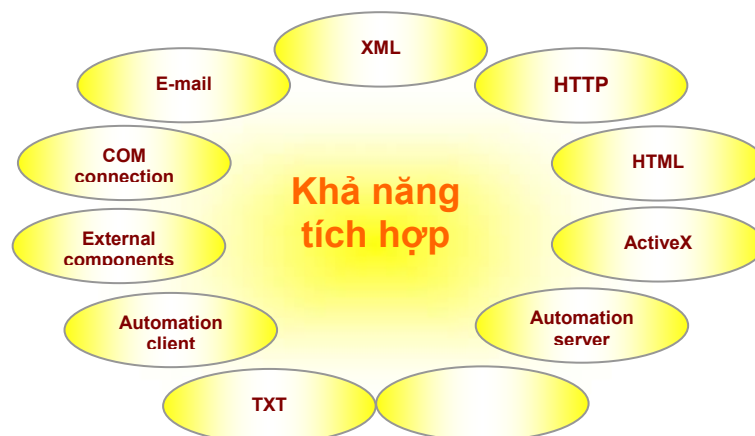 XML
E-mail
HTTP
COM
connection
HTML
Khả năng
tích hợp
External
components
ActiveX
Automation
client
Automation
server
TXT